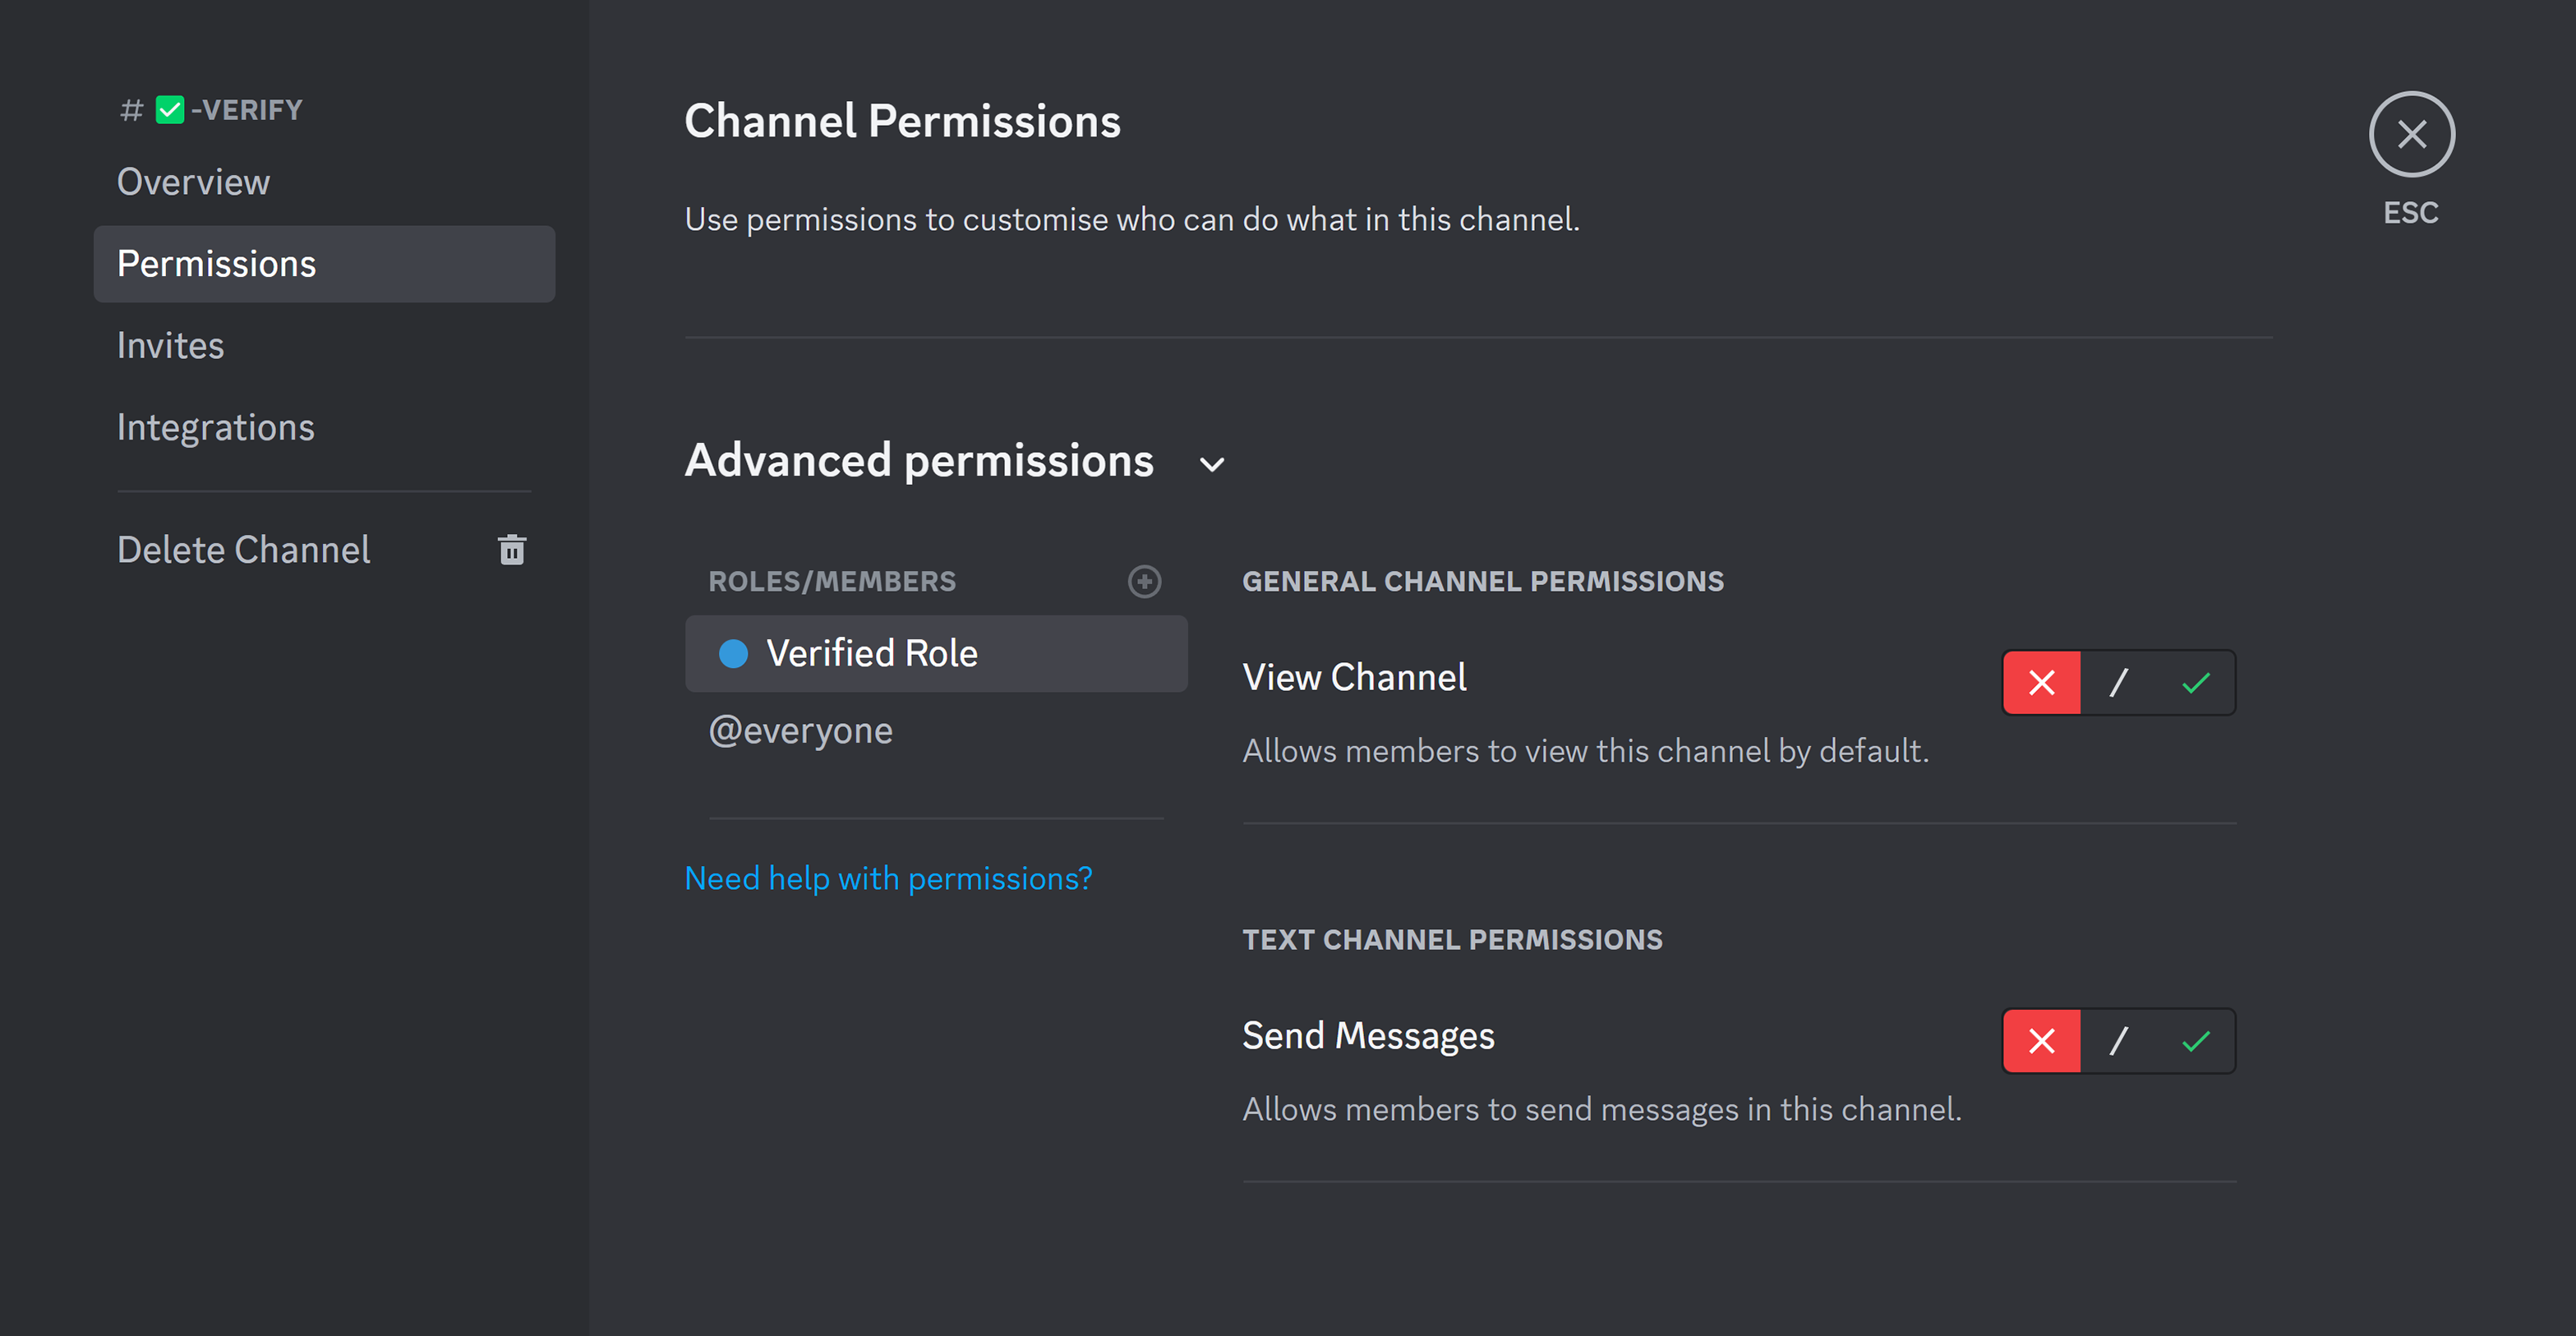 # ✅-VERIFY
Overview
Permissions
Invites
Integrations
Delete Channel
Channel Permissions
Use permissions to customise who can do what in this channel.
ESC
Advanced permissions
ROLES/MEMBERS
Verified Role
@everyone
Need help with permissions?
GENERAL CHANNEL PERMISSIONS
View Channel
Allows members to view this channel by default.
TEXT CHANNEL PERMISSIONS
Send Messages
Allows members to send messages in this channel.